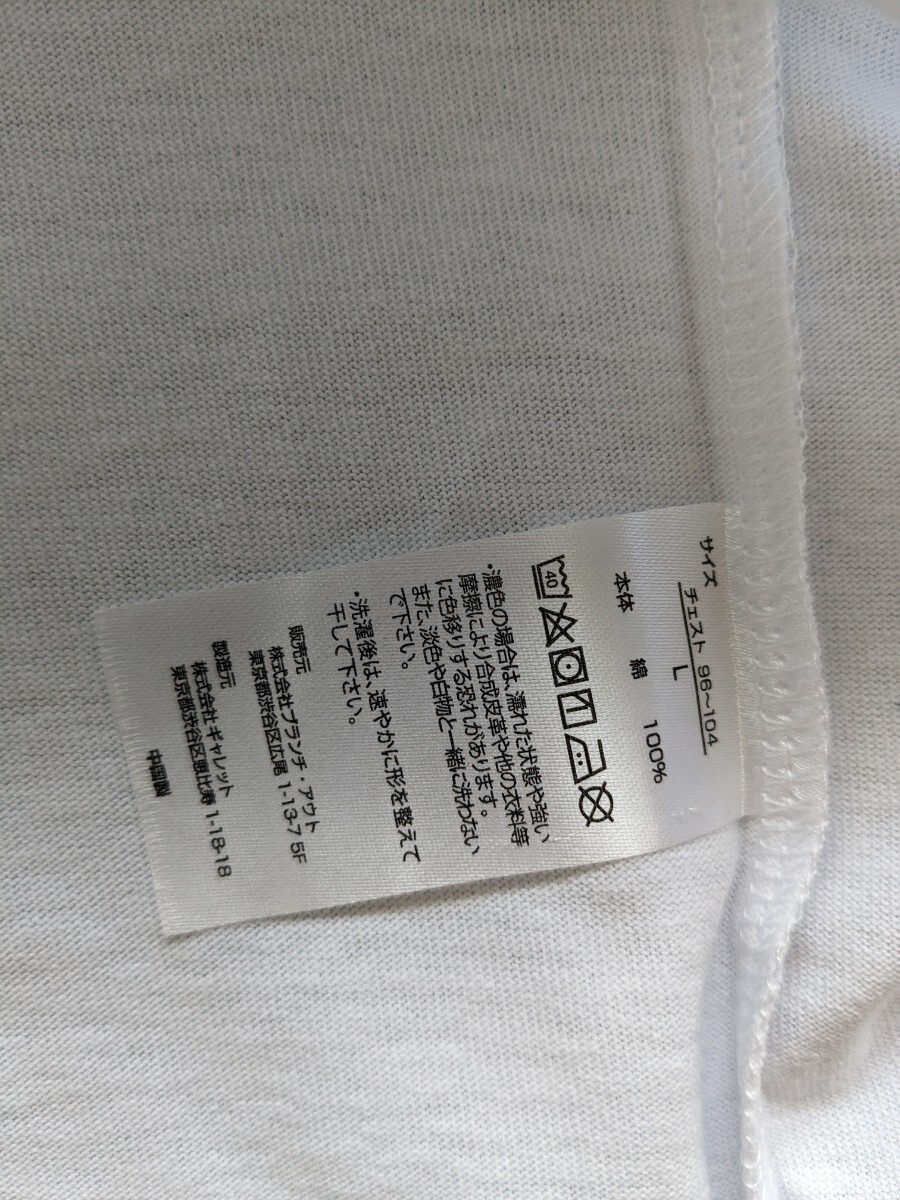 サイズ
チェスト 96～104
L
本体 綿 100%
40
・濃色の場合は、濡れた状態や強い
摩擦により合成皮革や他の衣料等
に色移りする恐れがあります。
また、淡色や白物と一緒に洗わない
で下さい。
・洗濯後は、速やかに形を整えて
干して下さい。
販売元
株式会社ブランチ・アウト
東京都渋谷区広尾 1-13-7 5F
製造元
株式会社ギャレット
東京都渋谷区恵比寿 1-18-18
中国製